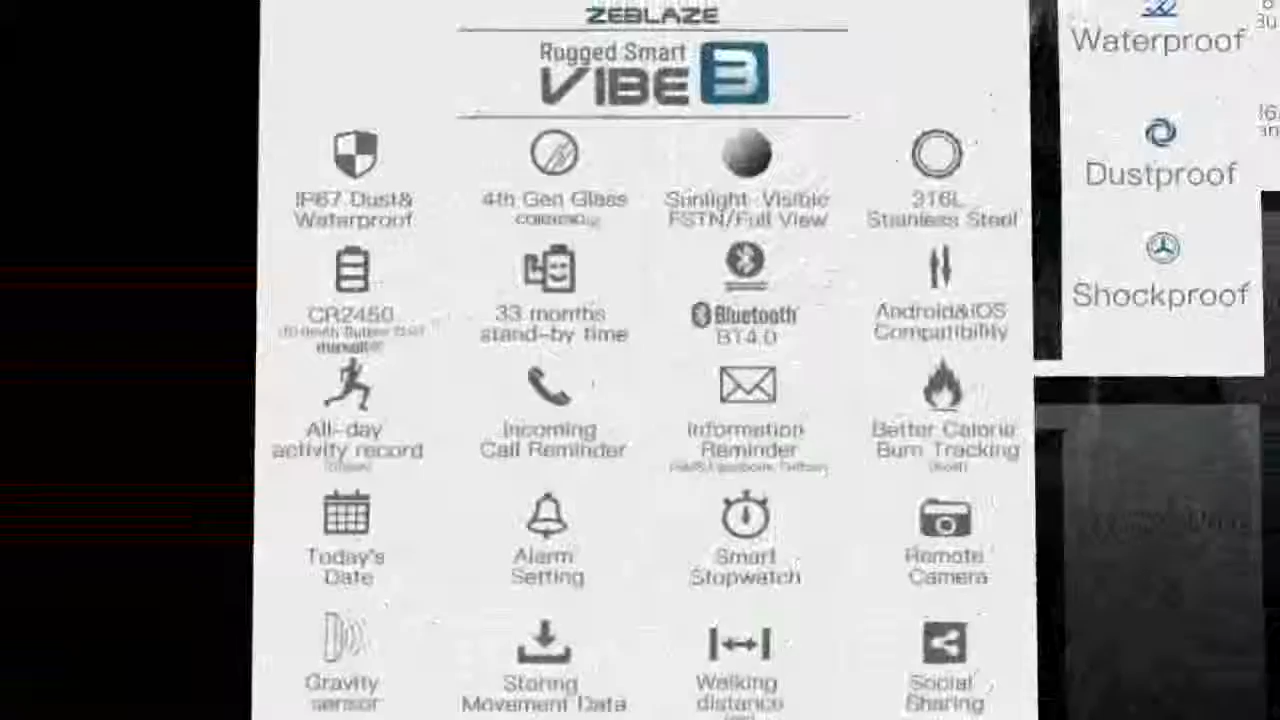 ZEBLAZE
Rugged Smart
VIBE 3
IP67 Dust&
Waterproof
4th Gen Glass
Sunlight-Visible
FSTN/Full View
316L
Stainless Steel
CR2450
33 months
stand-by time
Bluetooth
BT4.0
Android&iOS
Compatibility
All-day
activity record
Incoming
Call Reminder
Information
Reminder
Better Calorie
Burn Tracking
Today's
Date
Alarm
Setting
Smart
Stopwatch
Remote
Camera
Gravity
sensor
Storing
Movement Data
Walking
distance
Social
Sharing
Waterproof
Dustproof
Shockproof